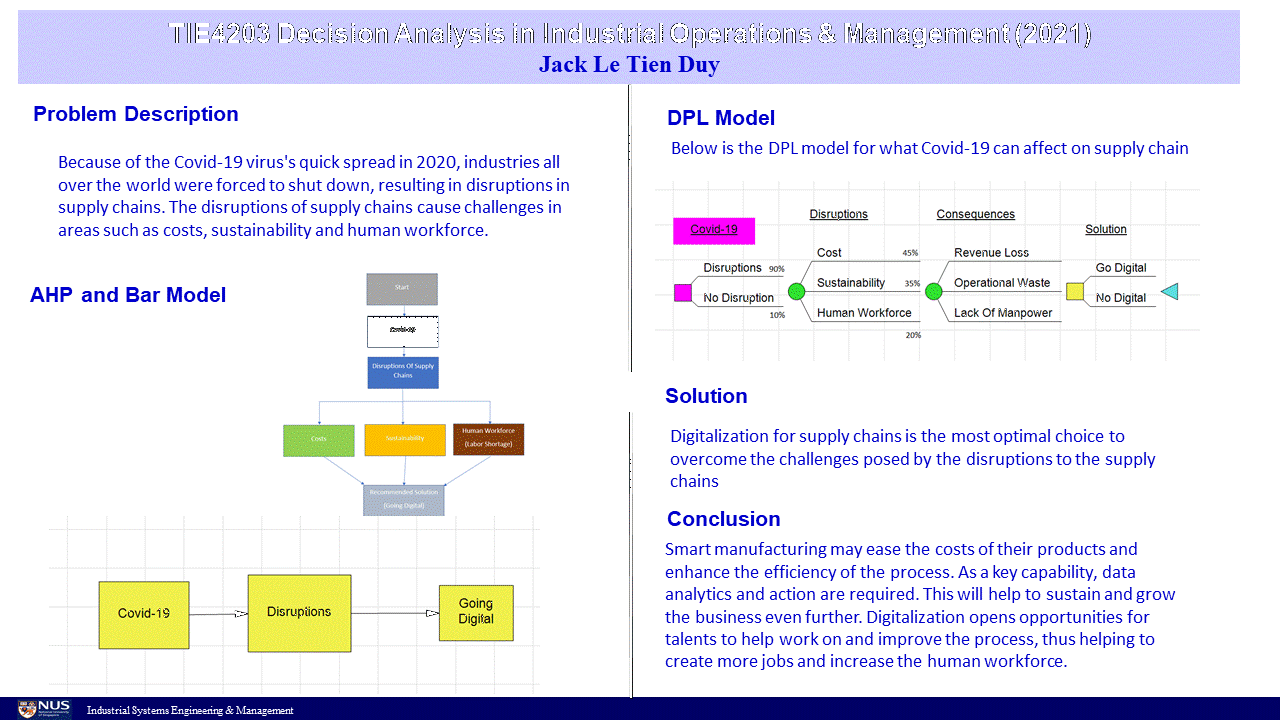 TIE4203 Decision Analysis in Industrial Operations & Management (2021)
Jack Le Tien Duy
Problem Description
Because of the Covid-19 virus's quick spread in 2020, industries all
over the world were forced to shut down, resulting in disruptions in
supply chains. The disruptions of supply chains cause challenges in
areas such as costs, sustainability and human workforce.
AHP and Bar Model
Start
Covid-19
Disruptions Of Supply
Chains
Costs
Sustainability
Human Workforce
(Labor Shortage)
Recommended Solution
(Going Digital)
Covid-19
Disruptions
Going
Digital
DPL Model
Below is the DPL model for what Covid-19 can affect on supply chain
Covid-19
Disruptions
Consequences
Solution
Disruptions 90%
No Disruption
10%
Cost 45%
Sustainability 35%
Human Workforce
20%
Revenue Loss
Operational Waste
Lack Of Manpower
Go Digital
No Digital
Solution
Digitalization for supply chains is the most optimal choice to
overcome the challenges posed by the disruptions to the supply
chains
Conclusion
Smart manufacturing may ease the costs of their products and
enhance the efficiency of the process. As a key capability, data
analytics and action are required. This will help to sustain and grow
the business even further. Digitalization opens opportunities for
talents to help work on and improve the process, thus helping to
create more jobs and increase the human workforce.
NUS
National University
of Singapore
Industrial Systems Engineering & Management